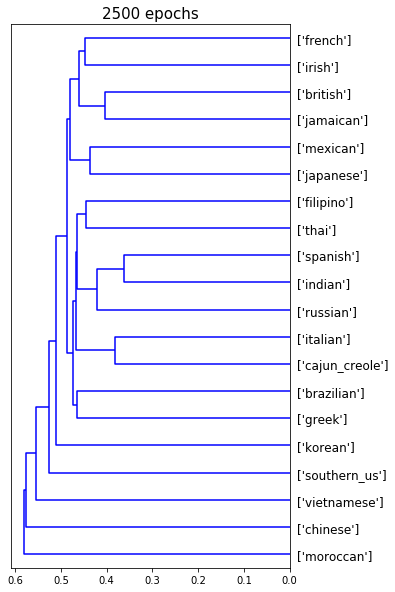 2500 epochs
['french']
['irish']
['british']
['jamaican']
['mexican']
['japanese']
['filipino']
['thai']
['spanish']
['indian']
['russian']
['italian']
['cajun_creole']
['brazilian']
['greek']
['korean']
['southern_us']
['vietnamese']
['chinese']
['moroccan']
0.6 0.5 0.4 0.3 0.2 0.1 0.0